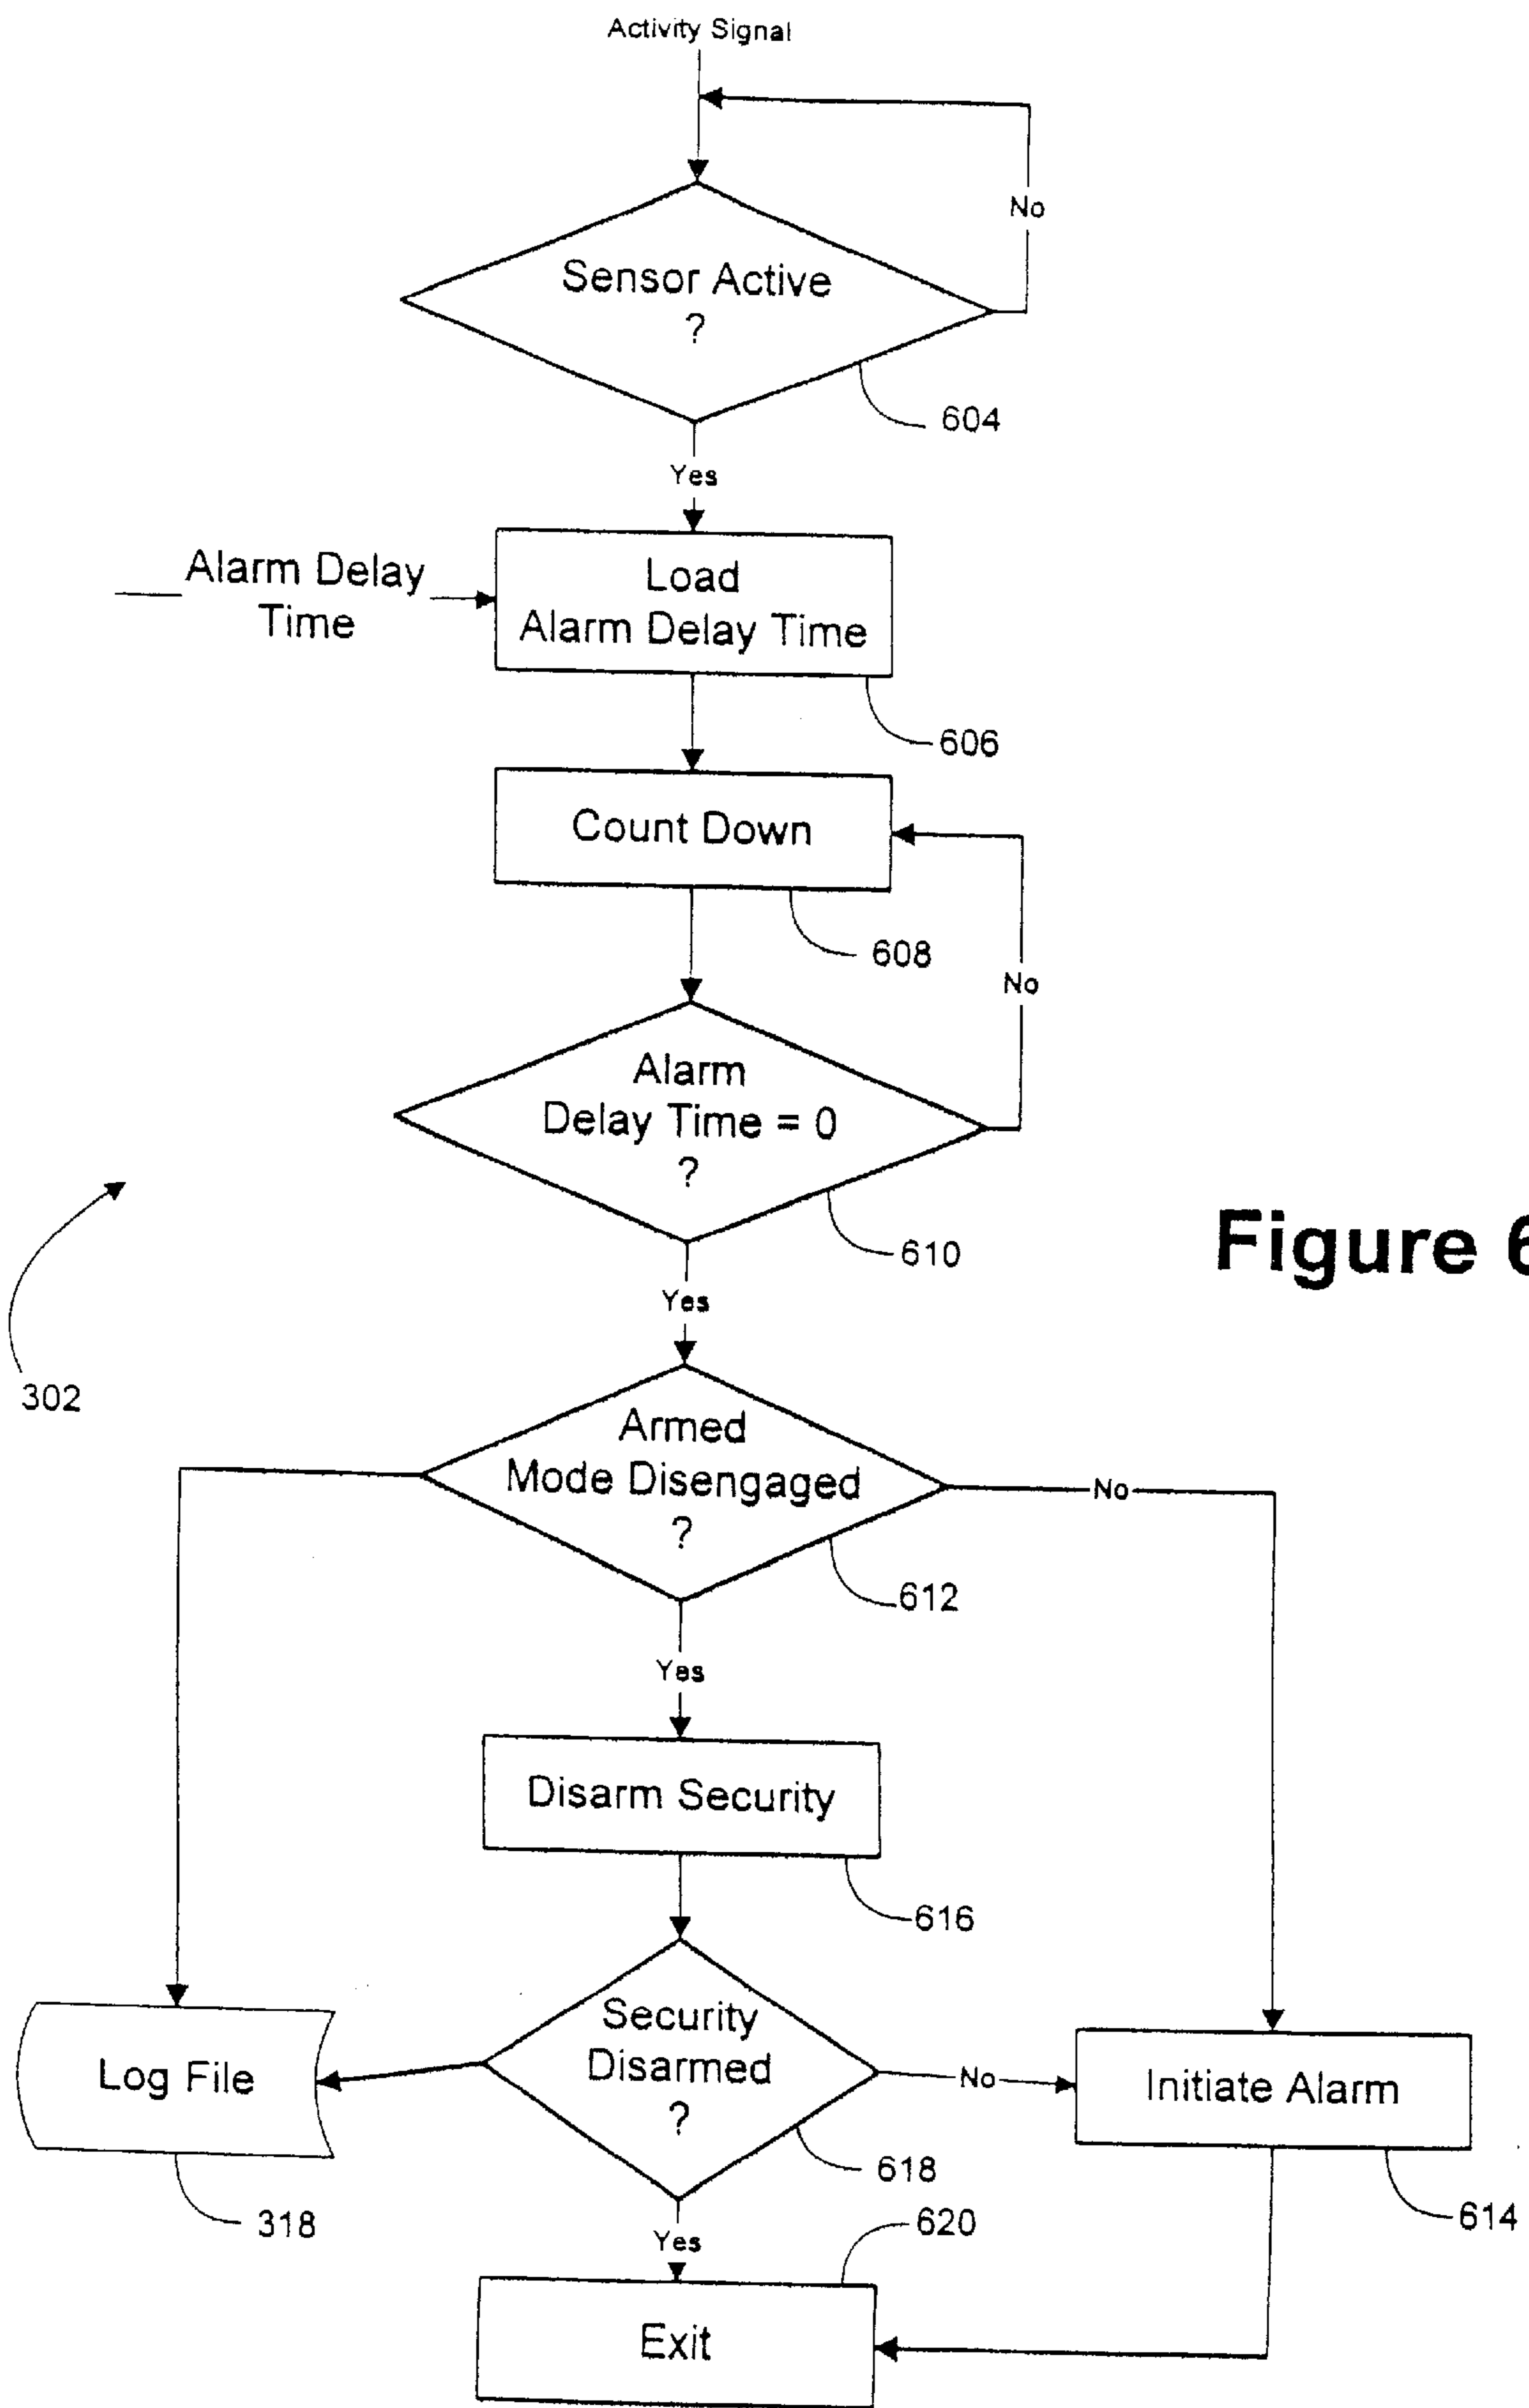 Activity Signal
No
Sensor Active
?
604
Yes
Alarm Delay
Time
Load
Alarm Delay Time
606
Count Down
608
No
Alarm
Delay Time = 0
?
610
Figure 6
Yes
302
Armed
Mode Disengaged
?
No
612
Yes
Disarm Security
616
Security
Disarmed
?
Log File
No
Initiate Alarm
618
318
614
620
Yes
Exit